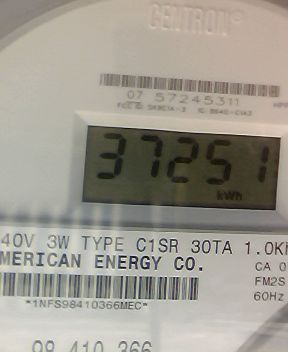 CENTRON®
07 57245311
37251
kWh
40V 3W TYPE C1SR 30TA 1.0K
MERICAN ENERGY CO.
CA 0
FM2S
*1NFS98410366MEC*
60Hz
98 410 366